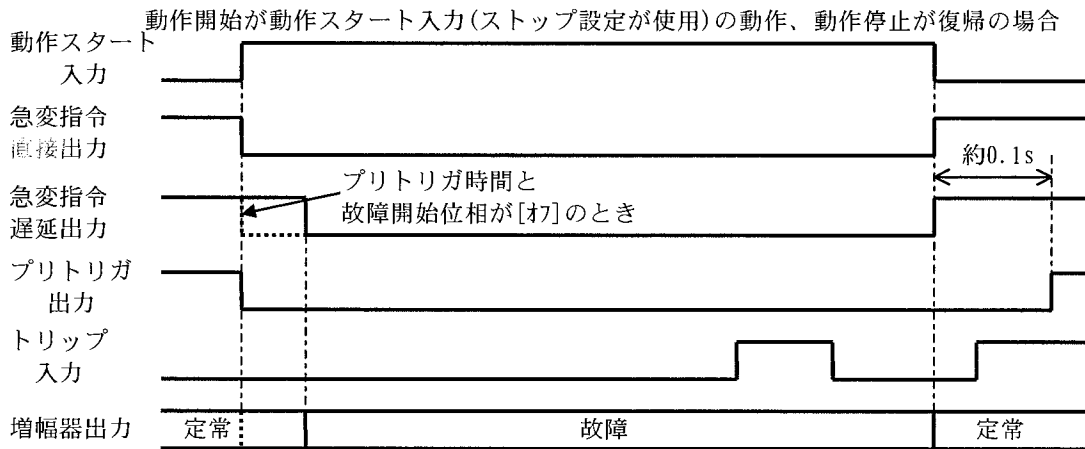 動作開始が動作スタート入力(ストップ設定が使用)の動作、動作停止が復帰の場合
動作スタート
入力
急変指令
直接出力
約0.1s
急変指令
遅延出力
プリトリガ時間と
故障開始位相が[ｵﾌ]のとき
プリトリガ
出力
トリップ
入力
増幅器出力
定常
故障
定常